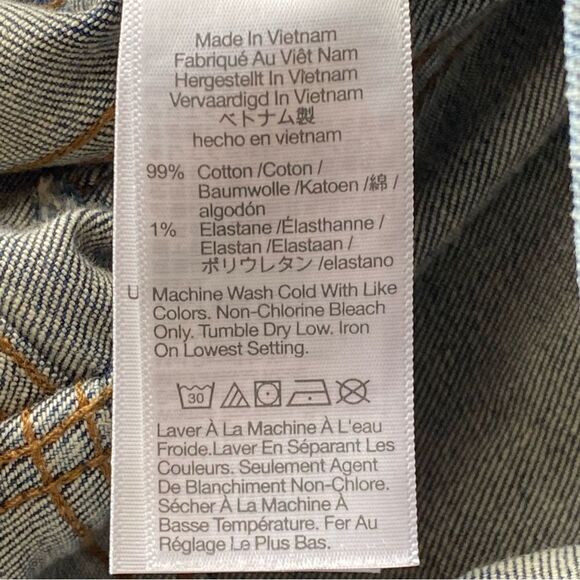 Made In Vietnam
Fabriqué Au Viêt Nam
Hergestellt In Vietnam
Vervaardigd In Vietnam
ベトナム製
hecho en vietnam
99% Cotton /Coton /
Baumwolle /Katoen /綿 /
algodón
1% Elastane /Élasthanne /
Elastan /Elastaan /
ポリウレタン /elastano
U Machine Wash Cold With Like
Colors. Non-Chlorine Bleach
Only. Tumble Dry Low. Iron
On Lowest Setting.
30
Laver À La Machine À L'eau
Froide.Laver En Séparant Les
Couleurs. Seulement Agent
De Blanchiment Non-Chlore.
Sécher À La Machine À
Basse Température. Fer Au
Réglage Le Plus Bas.